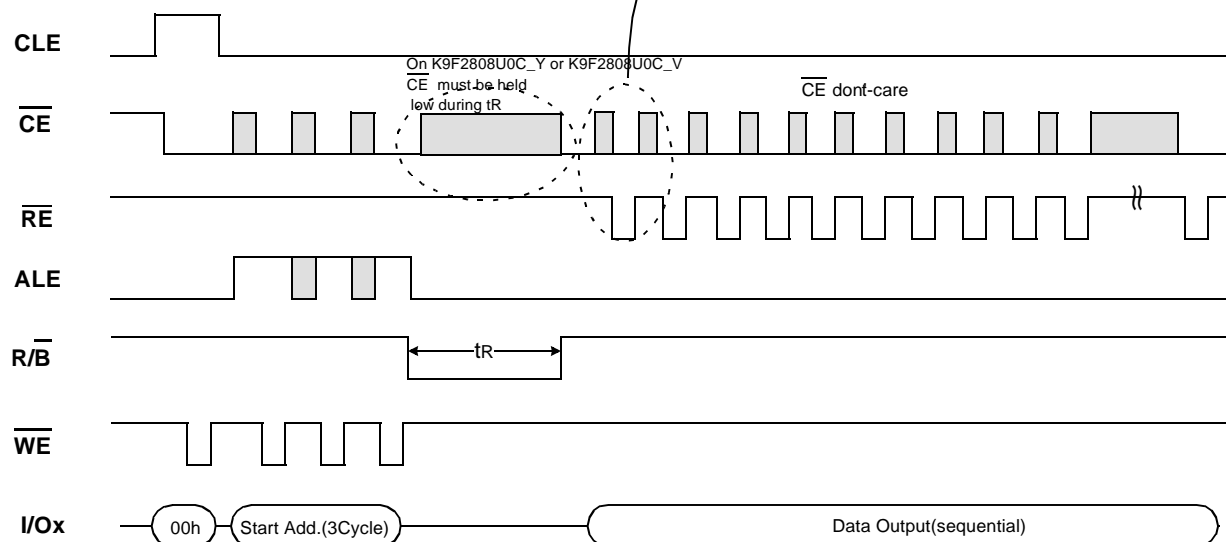 CLE
On K9F2808U0C_Y or K9F2808U0C_V
CE must be held
low during tR
CE dont-care
CE
RE
ALE
R/B
tR
WE
I/Ox
00h
Start Add.(3Cycle)
Data Output(sequential)